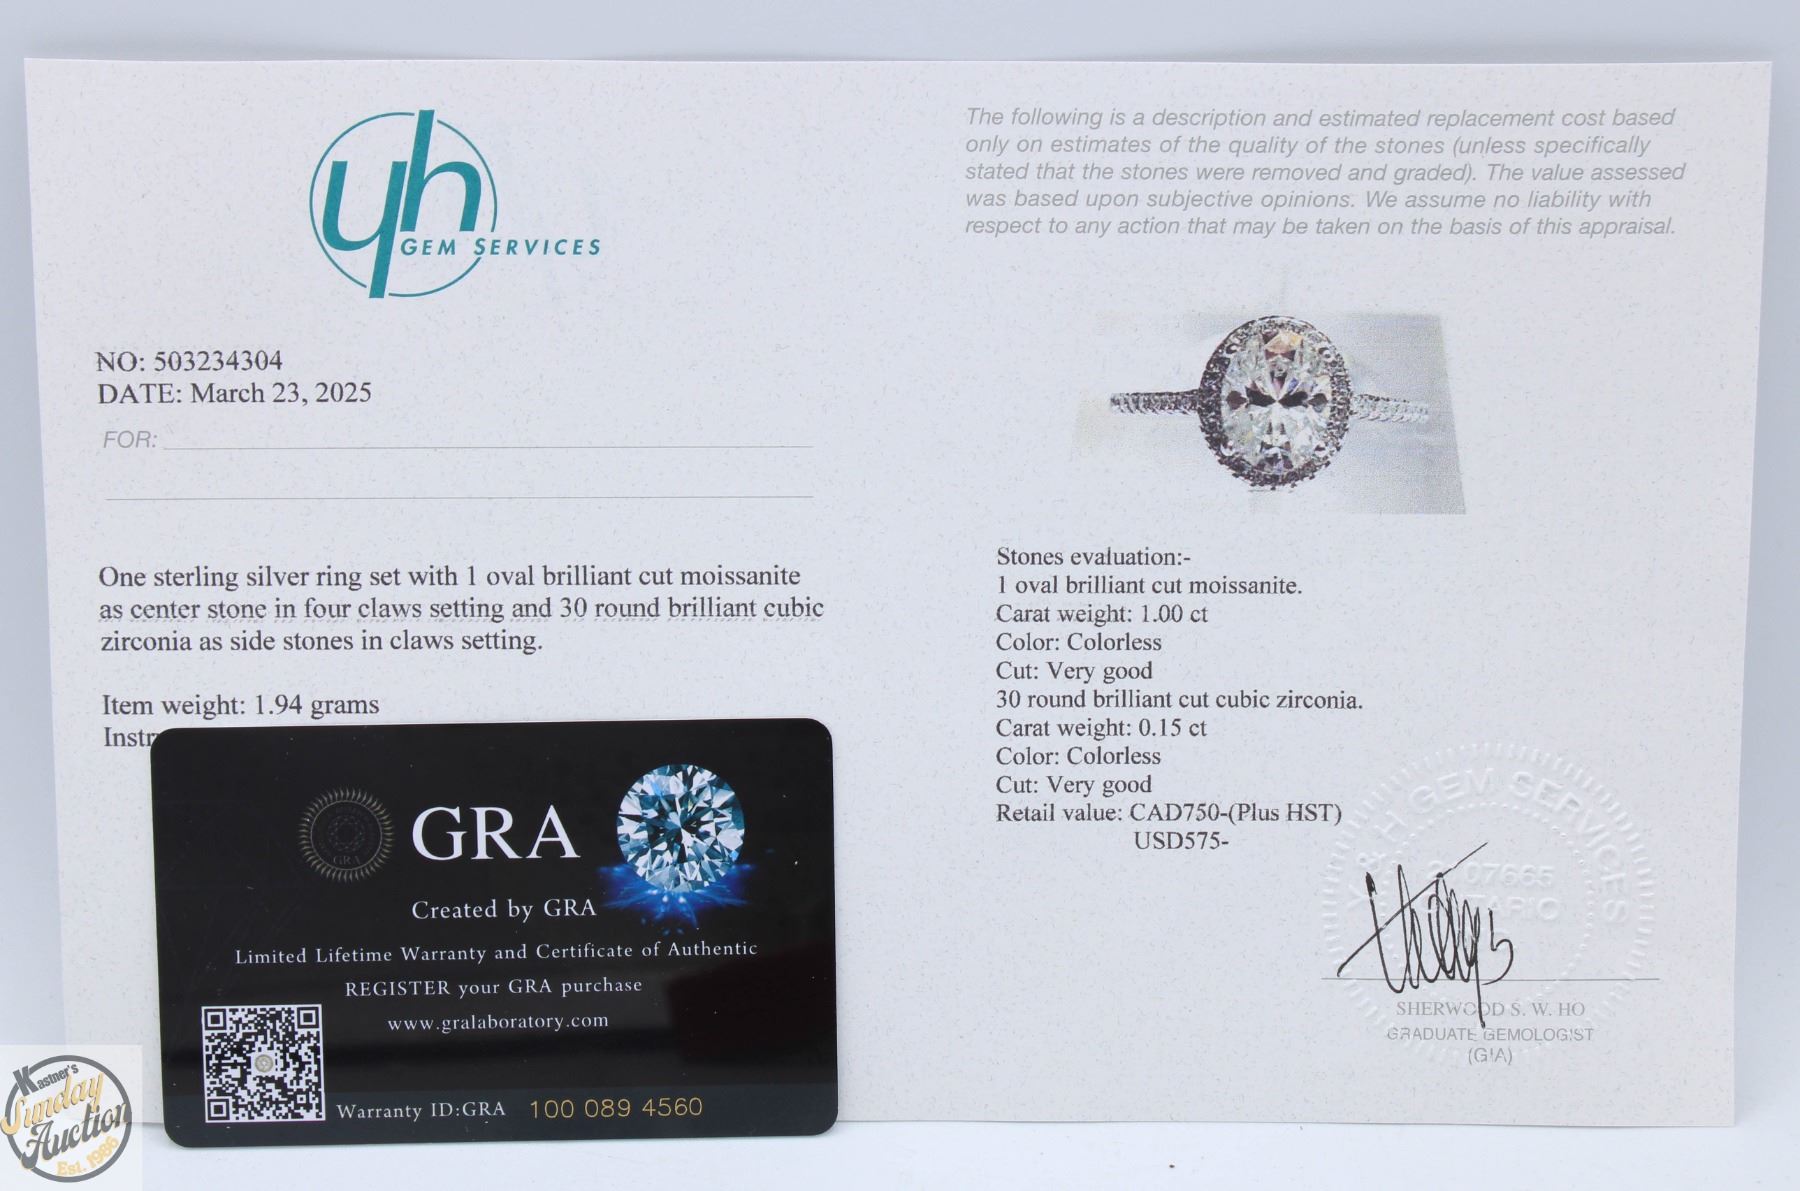 yh
GEM SERVICES
NO: 503234304
DATE: March 23, 2025
FOR:
One sterling silver ring set with 1 oval brilliant cut moissanite
as center stone in four claws setting and 30 round brilliant cubic
zirconia as side stones in claws setting.
Item weight: 1.94 grams
The following is a description and estimated replacement cost based
only on estimates of the quality of the stones (unless specifically
stated that the stones were removed and graded). The value assessed
was based upon subjective opinions. We assume no liability with
respect to any action that may be taken on the basis of this appraisal.
Stones evaluation:-
1 oval brilliant cut moissanite.
Carat weight: 1.00 ct
Color: Colorless
Cut: Very good
30 round brilliant cut cubic zirconia.
Carat weight: 0.15 ct
Color: Colorless
Cut: Very good
Retail value: CAD750-(Plus HST)
USD575-
GEM SERVICES
SHERWOOD S. W. HO
GRADUATE GEMOLOGIST
(GIA)
GRA
GRA
Created by GRA
Limited Lifetime Warranty and Certificate of Authentic
REGISTER your GRA purchase
www.gralaboratory.com
Warranty ID:GRA 100 089 4560
Kastner's
Sunday
Auction
Est. 1986